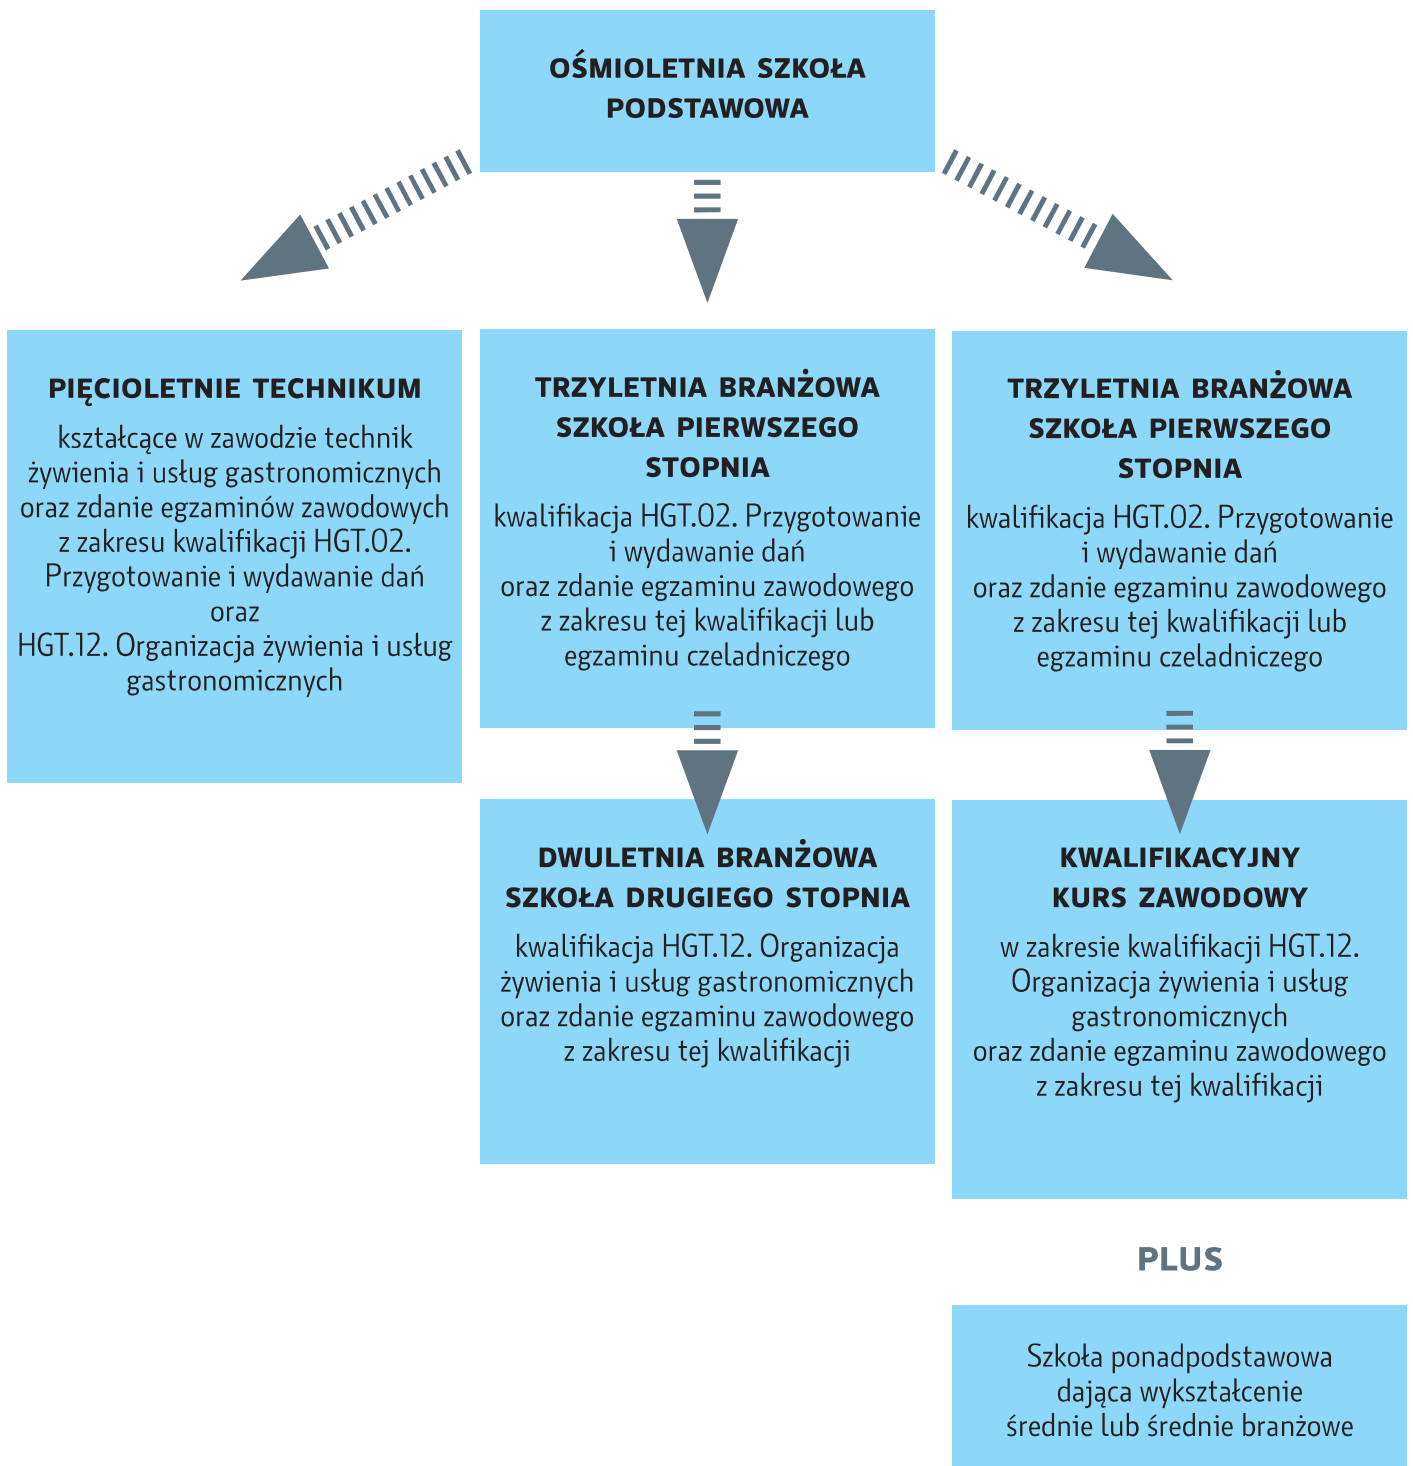 OŚMIOLETNIA SZKOŁA
PODSTAWOWA
PIĘCIOLETNIE TECHNIKUM
kształcące w zawodzie technik
żywienia i usług gastronomicznych
oraz zdanie egzaminów zawodowych
z zakresu kwalifikacji HGT.02.
Przygotowanie i wydawanie dań
oraz
HGT.12. Organizacja żywienia i usług
gastronomicznych
TRZYLETNIA BRANŻOWA
SZKOŁA PIERWSZEGO
STOPNIA
kwalifikacja HGT.02. Przygotowanie
i wydawanie dań
oraz zdanie egzaminu zawodowego
z zakresu tej kwalifikacji lub
egzaminu czeladniczego
TRZYLETNIA BRANŻOWA
SZKOŁA PIERWSZEGO
STOPNIA
kwalifikacja HGT.02. Przygotowanie
i wydawanie dań
oraz zdanie egzaminu zawodowego
z zakresu tej kwalifikacji lub
egzaminu czeladniczego
DWULETNIA BRANŻOWA
SZKOŁA DRUGIEGO STOPNIA
kwalifikacja HGT.12. Organizacja
żywienia i usług gastronomicznych
oraz zdanie egzaminu zawodowego
z zakresu tej kwalifikacji
KWALIFIKACYJNY
KURS ZAWODOWY
w zakresie kwalifikacji HGT.12.
Organizacja żywienia i usług
gastronomicznych
oraz zdanie egzaminu zawodowego
z zakresu tej kwalifikacji
PLUS
Szkoła ponadpodstawowa
dająca wykształcenie
średnie lub średnie branżowe